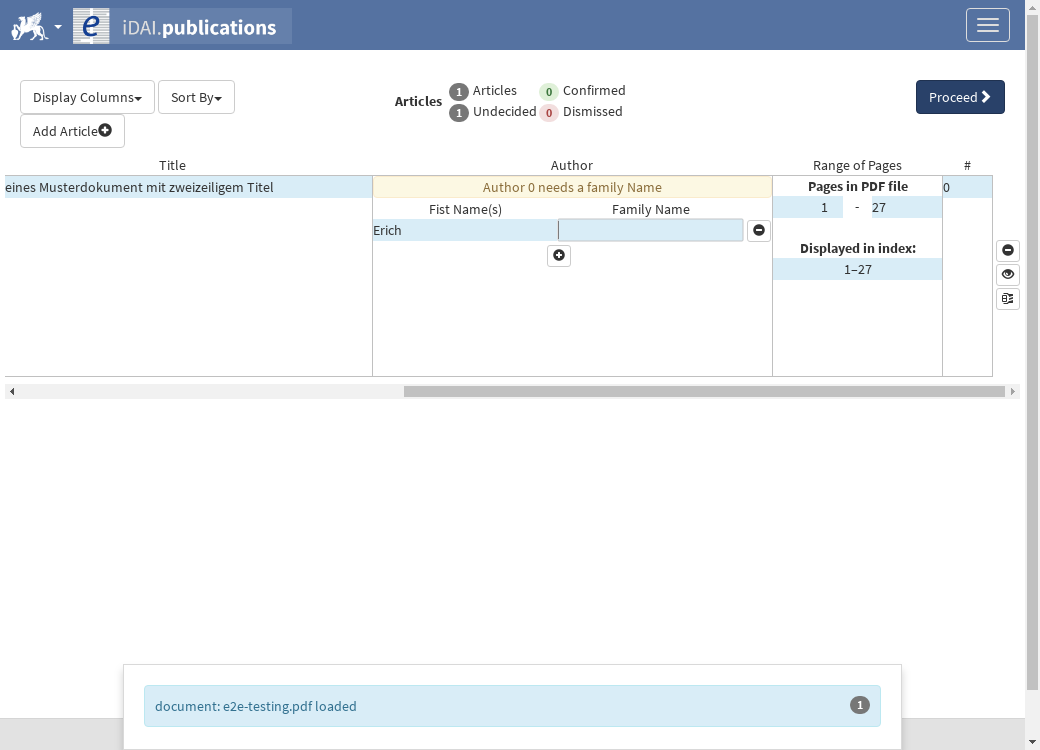 iDAI.publications
Display Columns Sort By
Add Article
Articles
1 Articles 0 Confirmed
1 Undecided 0 Dismissed
Proceed
Title Author Range of Pages #
eines Musterdokument mit zweizeiligem Titel
Author 0 needs a family Name
Fist Name(s) Family Name
Erich
Pages in PDF file
1 - 27
Displayed in index:
1–27
0
document: e2e-testing.pdf loaded 1